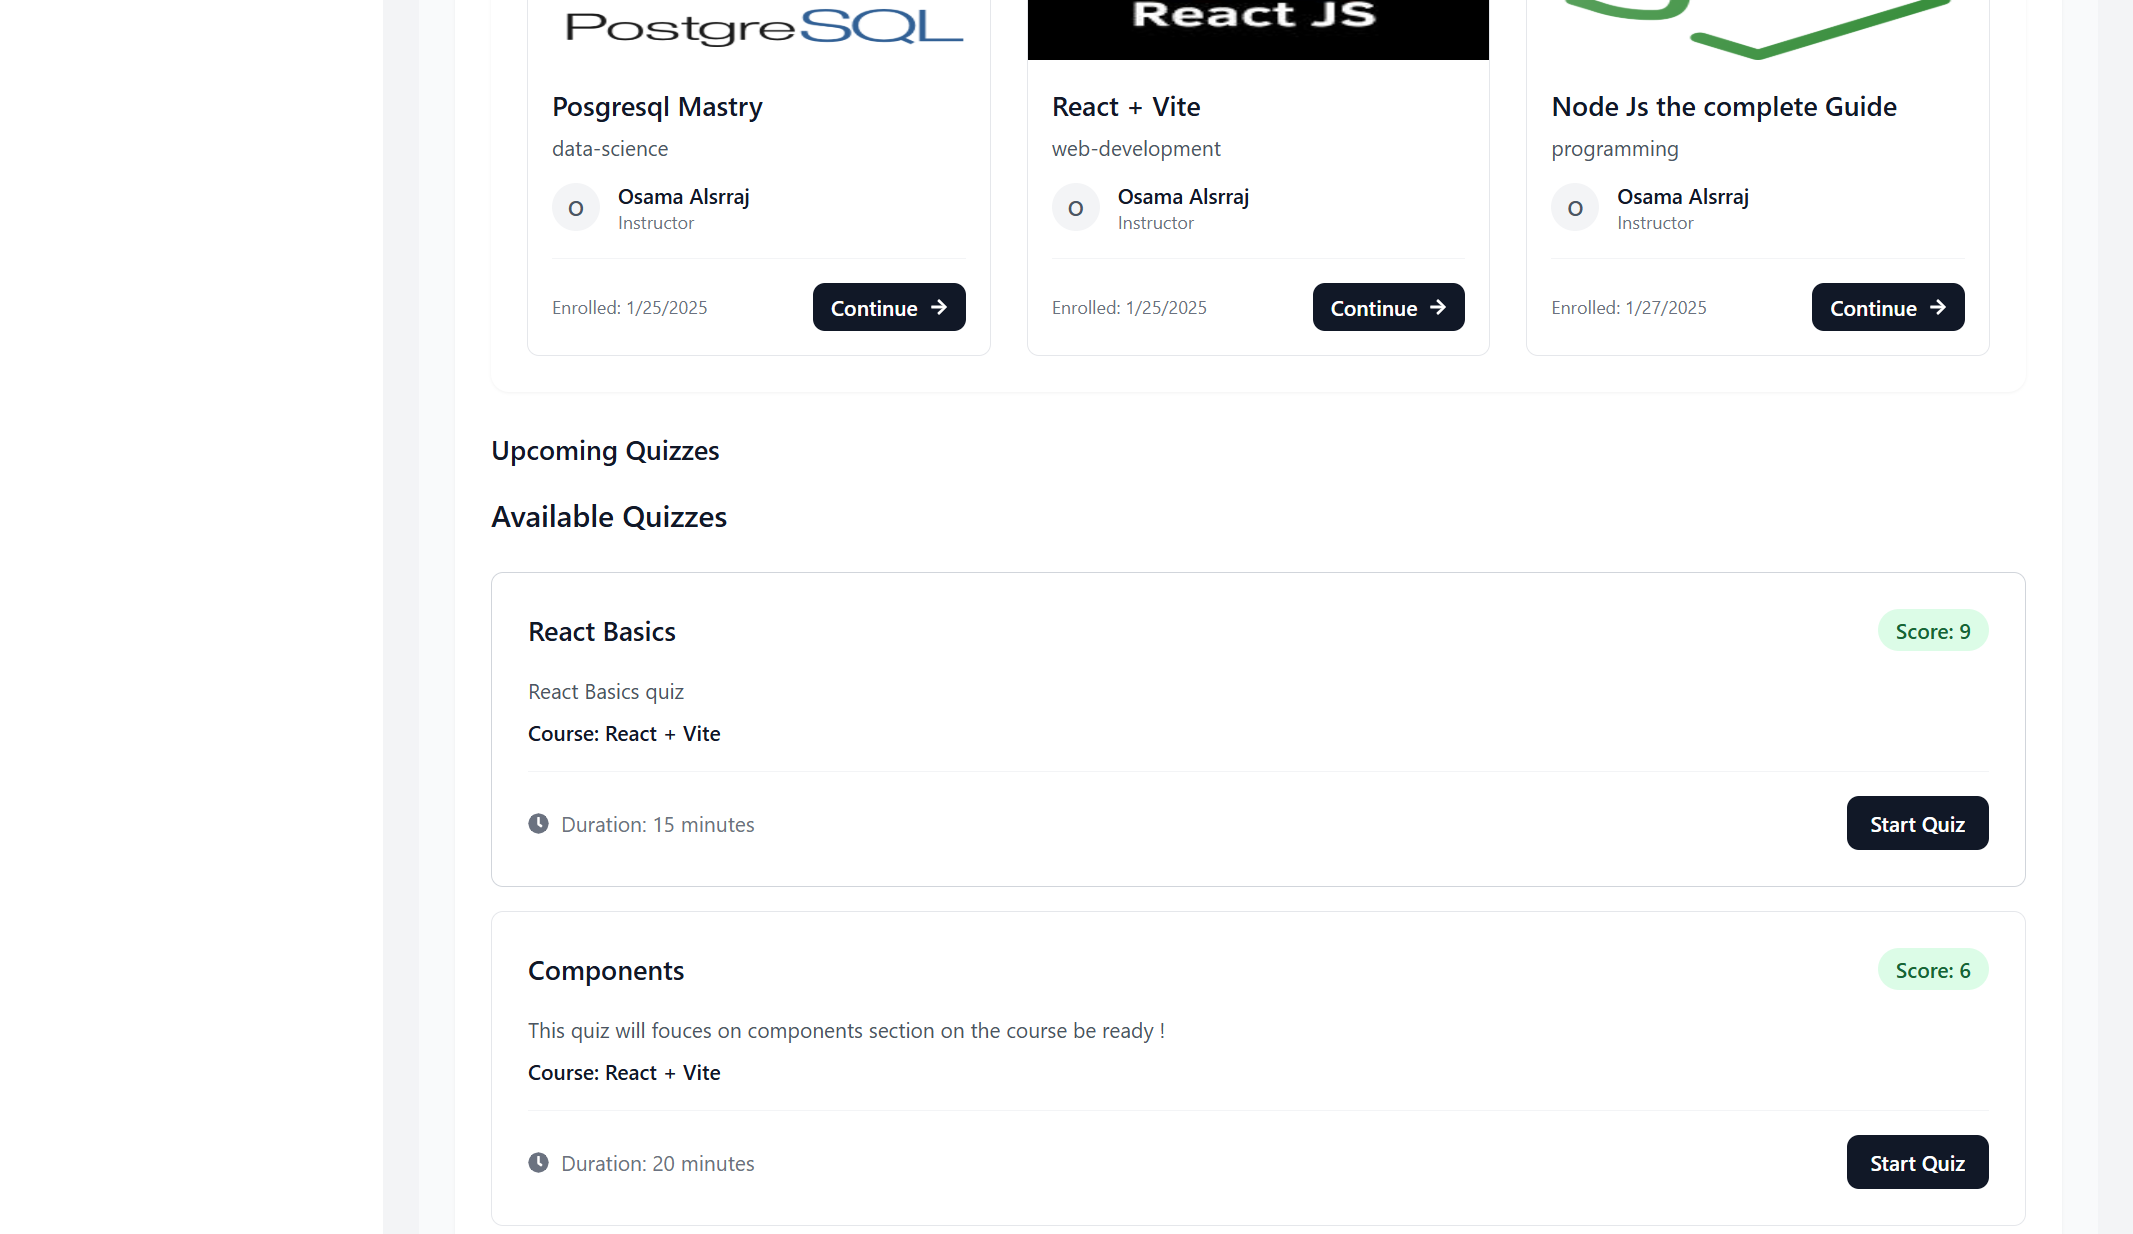 PostgreSQL
React JS
Posgresql Mastry
data-science
O
Osama Alsrraj
Instructor
Enrolled: 1/25/2025
Continue
React + Vite
web-development
O
Osama Alsrraj
Instructor
Enrolled: 1/25/2025
Continue
Node Js the complete Guide
programming
O
Osama Alsrraj
Instructor
Enrolled: 1/27/2025
Continue
Upcoming Quizzes
Available Quizzes
React Basics
Score: 9
React Basics quiz
Course: React + Vite
Duration: 15 minutes
Start Quiz
Components
Score: 6
This quiz will fouces on components section on the course be ready !
Course: React + Vite
Duration: 20 minutes
Start Quiz